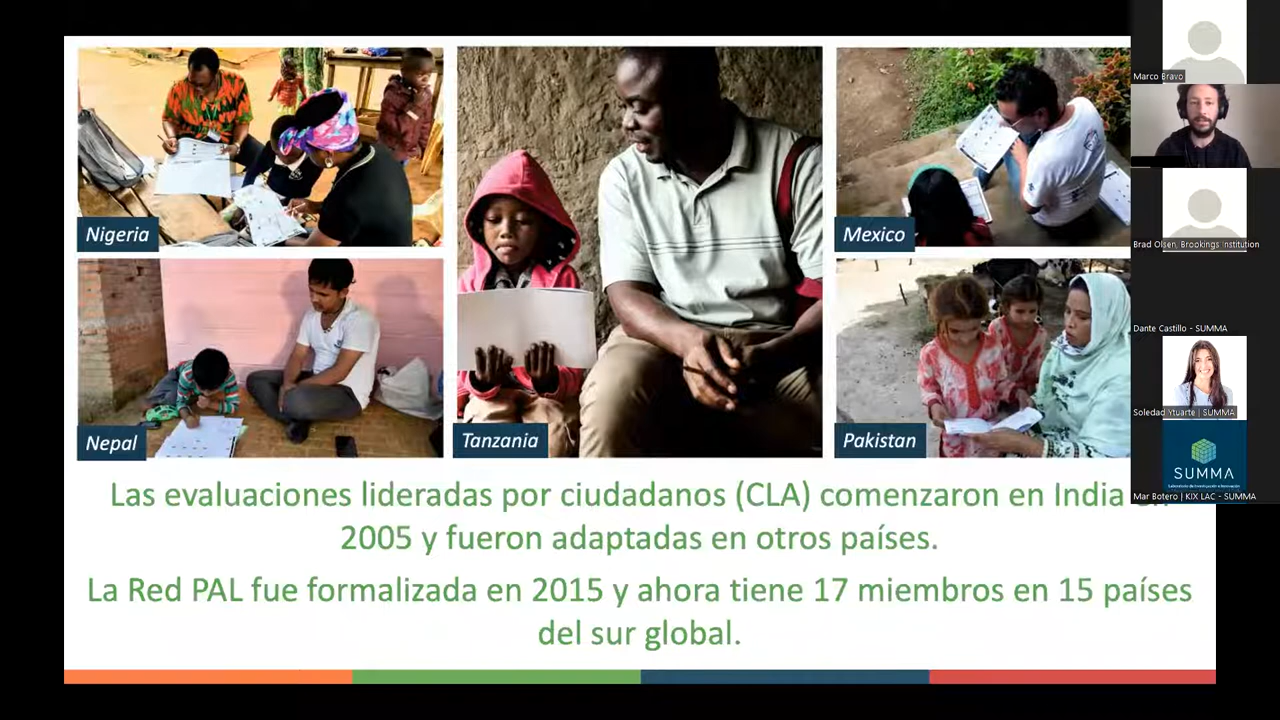 Nigeria
Nepal
Tanzania
Mexico
Pakistan
Las evaluaciones lideradas por ciudadanos (CLA) comenzaron en India
2005 y fueron adaptadas en otros países.
La Red PAL fue formalizada en 2015 y ahora tiene 17 miembros en 15 países
del sur global.
Marco Bravo
Brad Olsen, Brookings Institution
Dante Castillo - SUMMA
Soledad Ytuarte | SUMMA
SUMMA
Mar Botero | KIX LAC - SUMMA